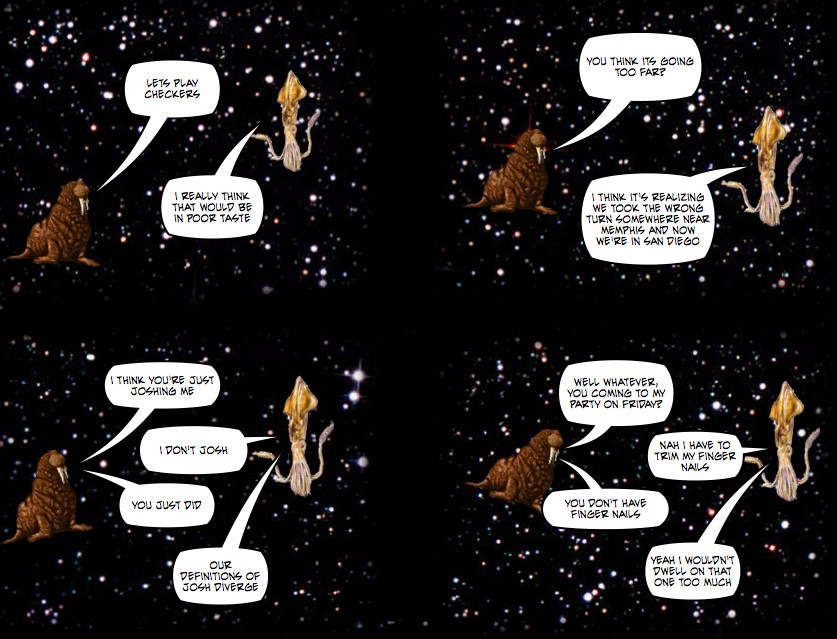 LETS PLAY
CHECKERS
I REALLY THINK
THAT WOULD BE
IN POOR TASTE
YOU THINK ITS GOING
TOO FAR?
I THINK IT'S REALIZING
WE TOOK THE WRONG
TURN SOMEWHERE NEAR
MEMPHIS AND NOW
WE'RE IN SAN DIEGO
I THINK YOU'RE JUST
JOSHING ME
I DON'T JOSH
YOU JUST DID
OUR
DEFINITIONS OF
JOSH DIVERGE
WELL WHATEVER,
YOU COMING TO MY
PARTY ON FRIDAY?
NAH I HAVE TO
TRIM MY FINGER
NAILS
YOU DON'T HAVE
FINGER NAILS
YEAH I WOULDN'T
DWELL ON THAT
ONE TOO MUCH